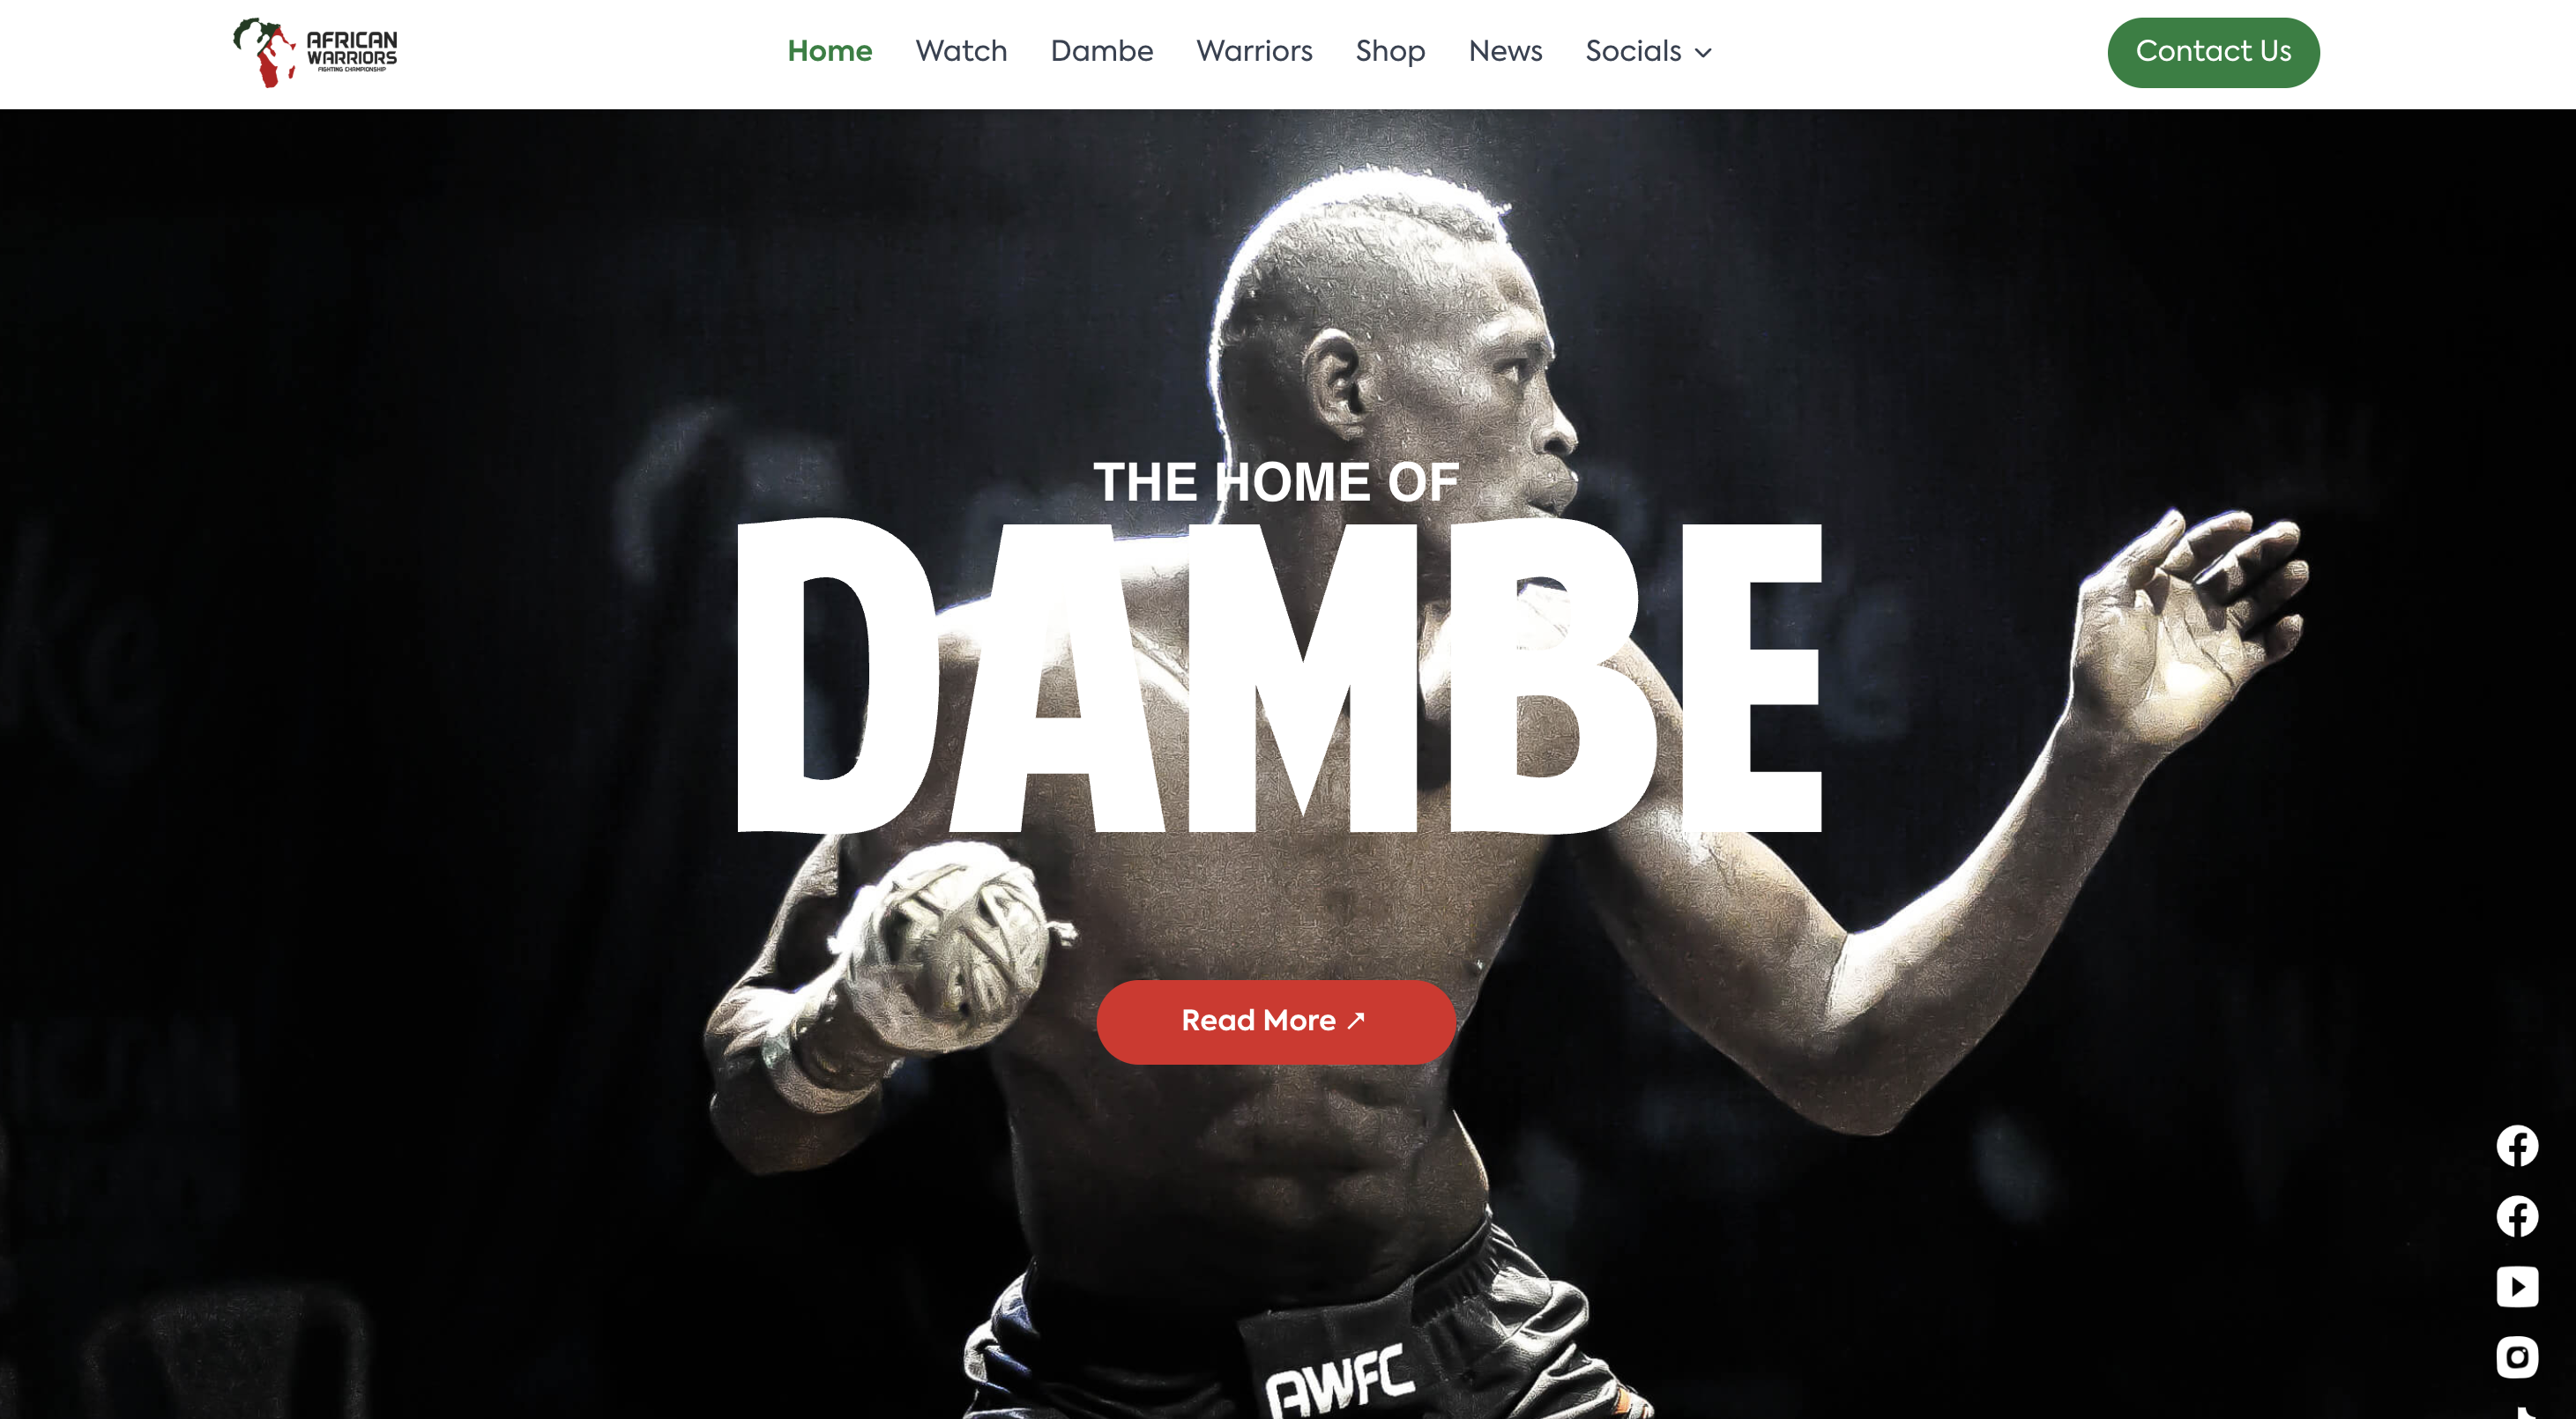 AFRICAN
WARRIORS
FIGHTING CHAMPIONSHIP
Home
Watch
Dambe
Warriors
Shop
News
Socials
Contact Us
THE HOME OF
DAMBE
Read More ↗
AWFC